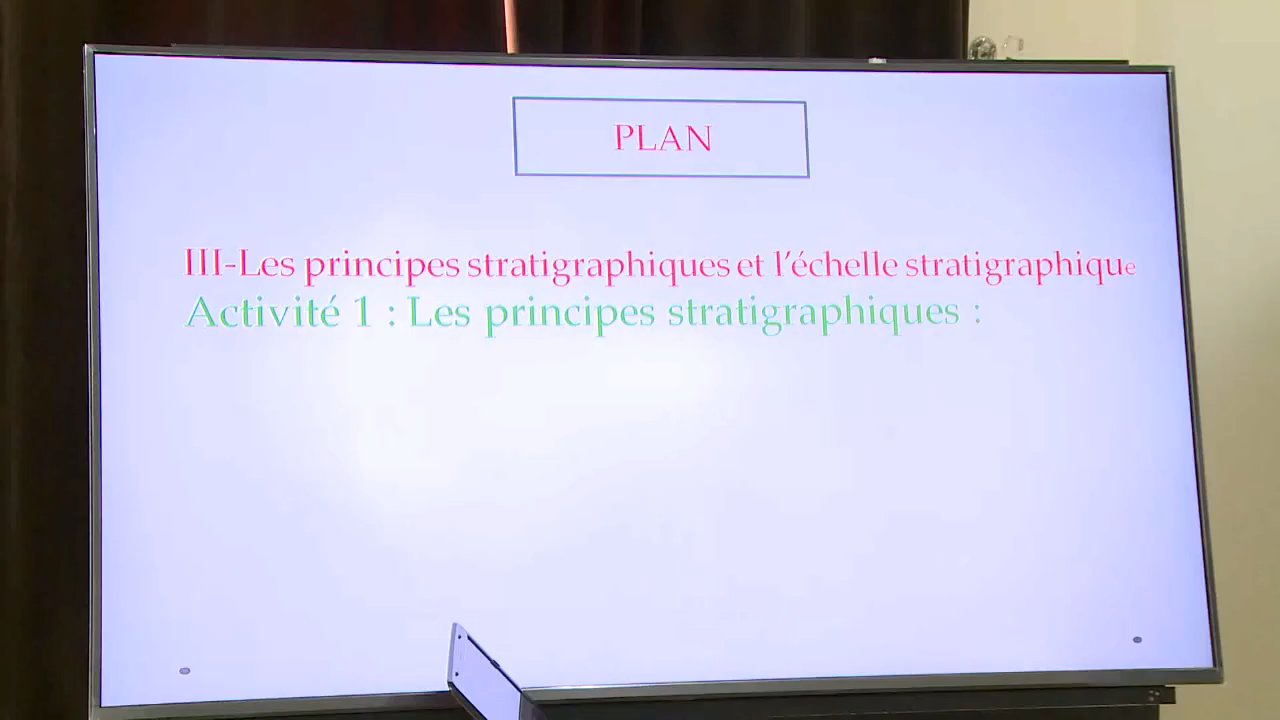 PLAN
III-Les principes stratigraphiques et l'échelle stratigraphique
Activité 1 : Les principes stratigraphiques :